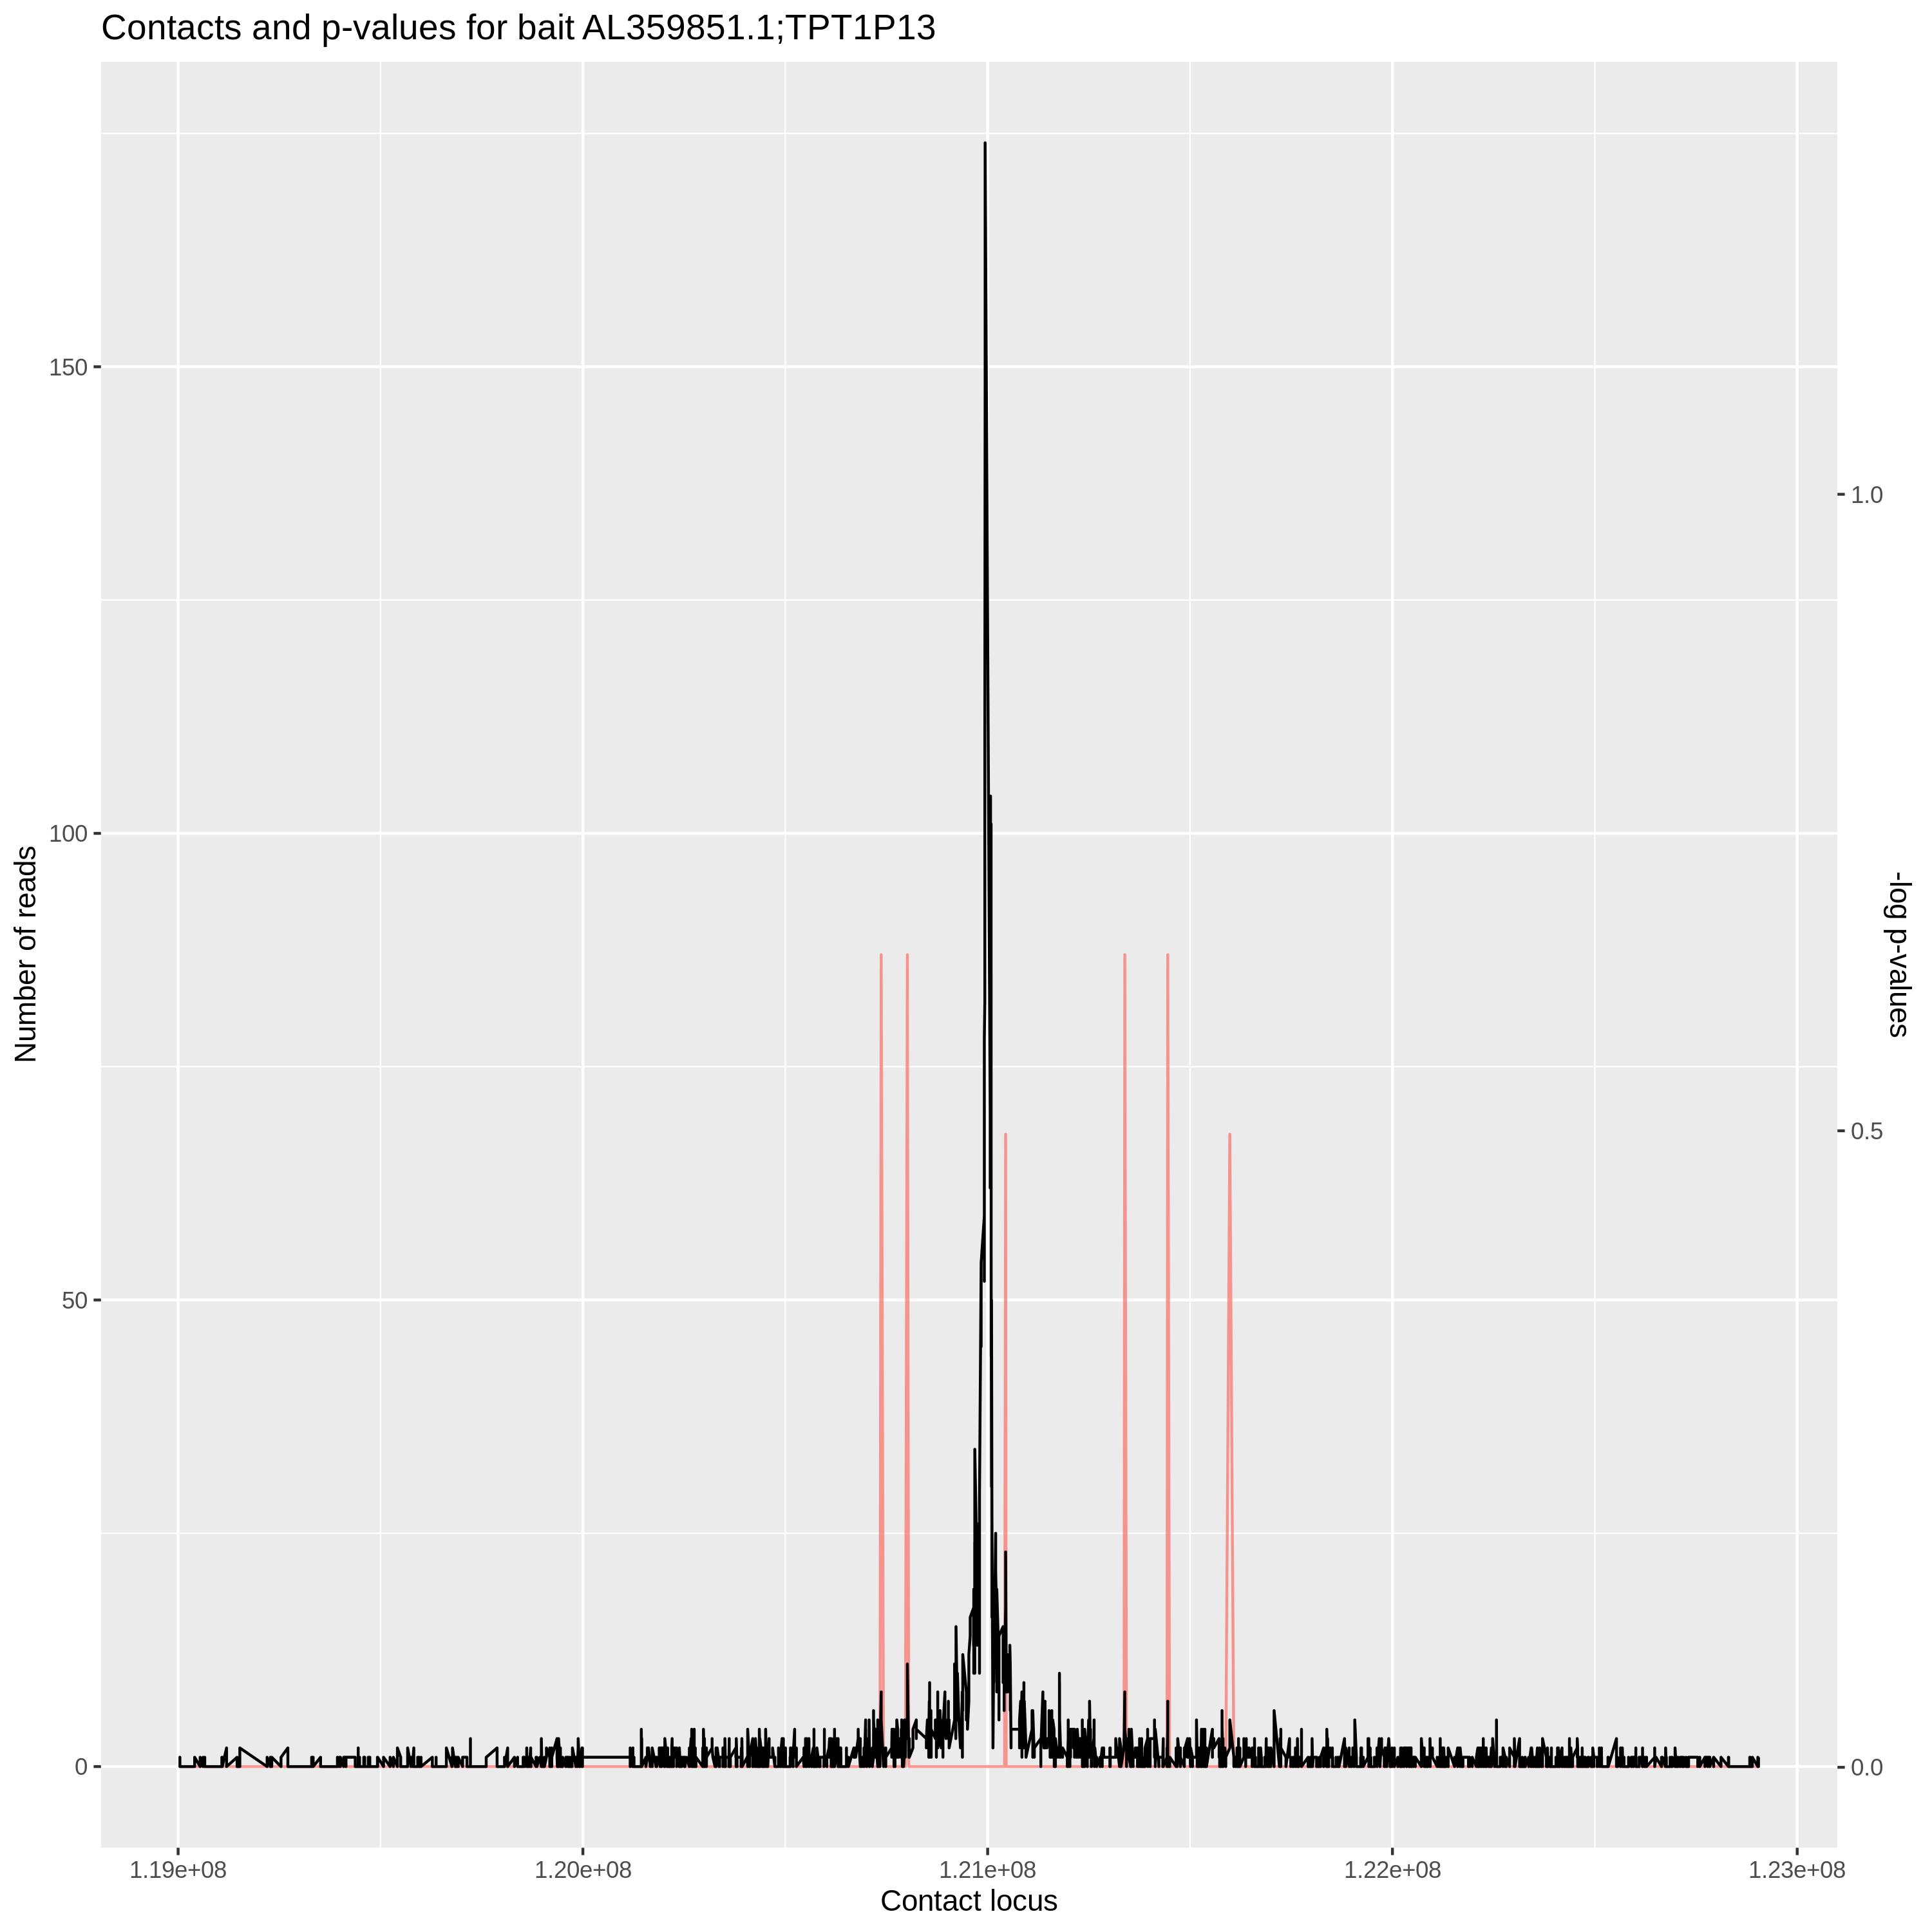 Contacts and p-values for bait AL359851.1;TPT1P13
Number of reads
150
100
50
0
1.0
0.5
0.0
-log p-values
1.19e+08
1.20e+08
1.21e+08
1.22e+08
1.23e+08
Contact locus